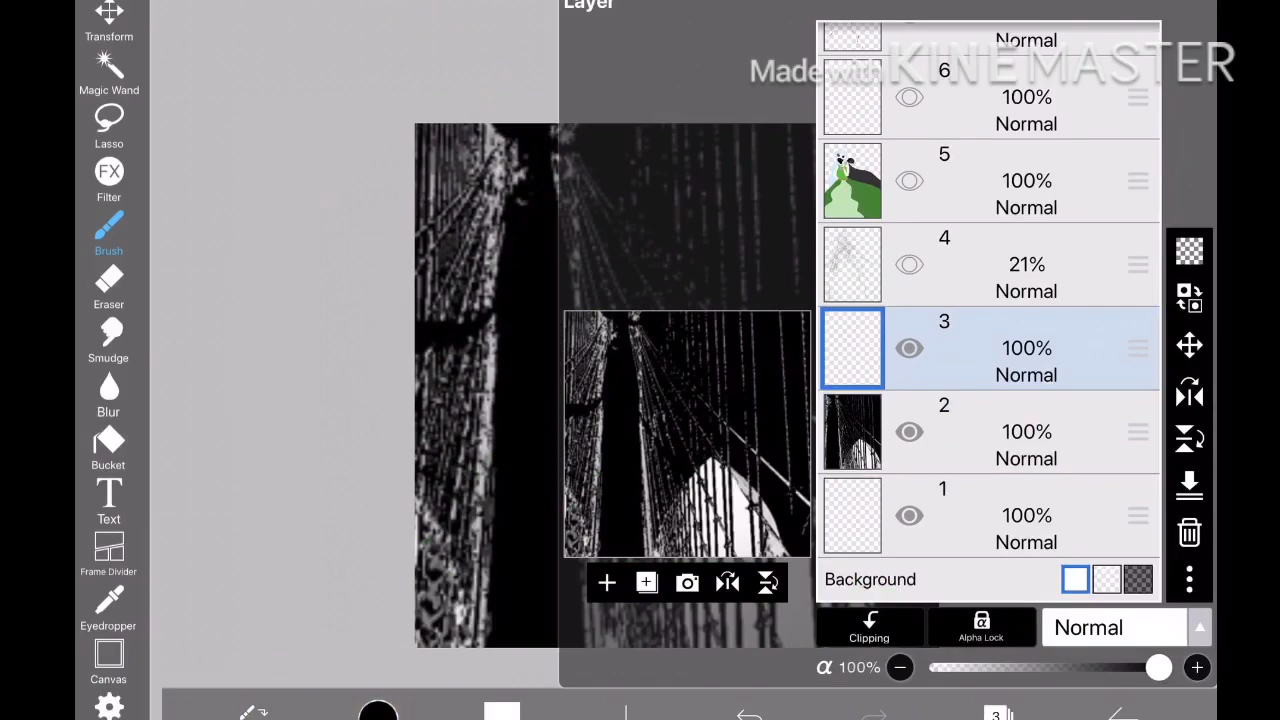 Layer
Transform
Magic Wand
Lasso
FX
Filter
Brush
Eraser
Smudge
Blur
Bucket
T
Text
Frame Divider
Eyedropper
Canvas
Made with KINEMASTER
Normal
6
100%
Normal
5
100%
Normal
4
21%
Normal
3
100%
Normal
2
100%
Normal
1
100%
Normal
Background
Clipping
α
Alpha Lock
Normal
α 100%
3